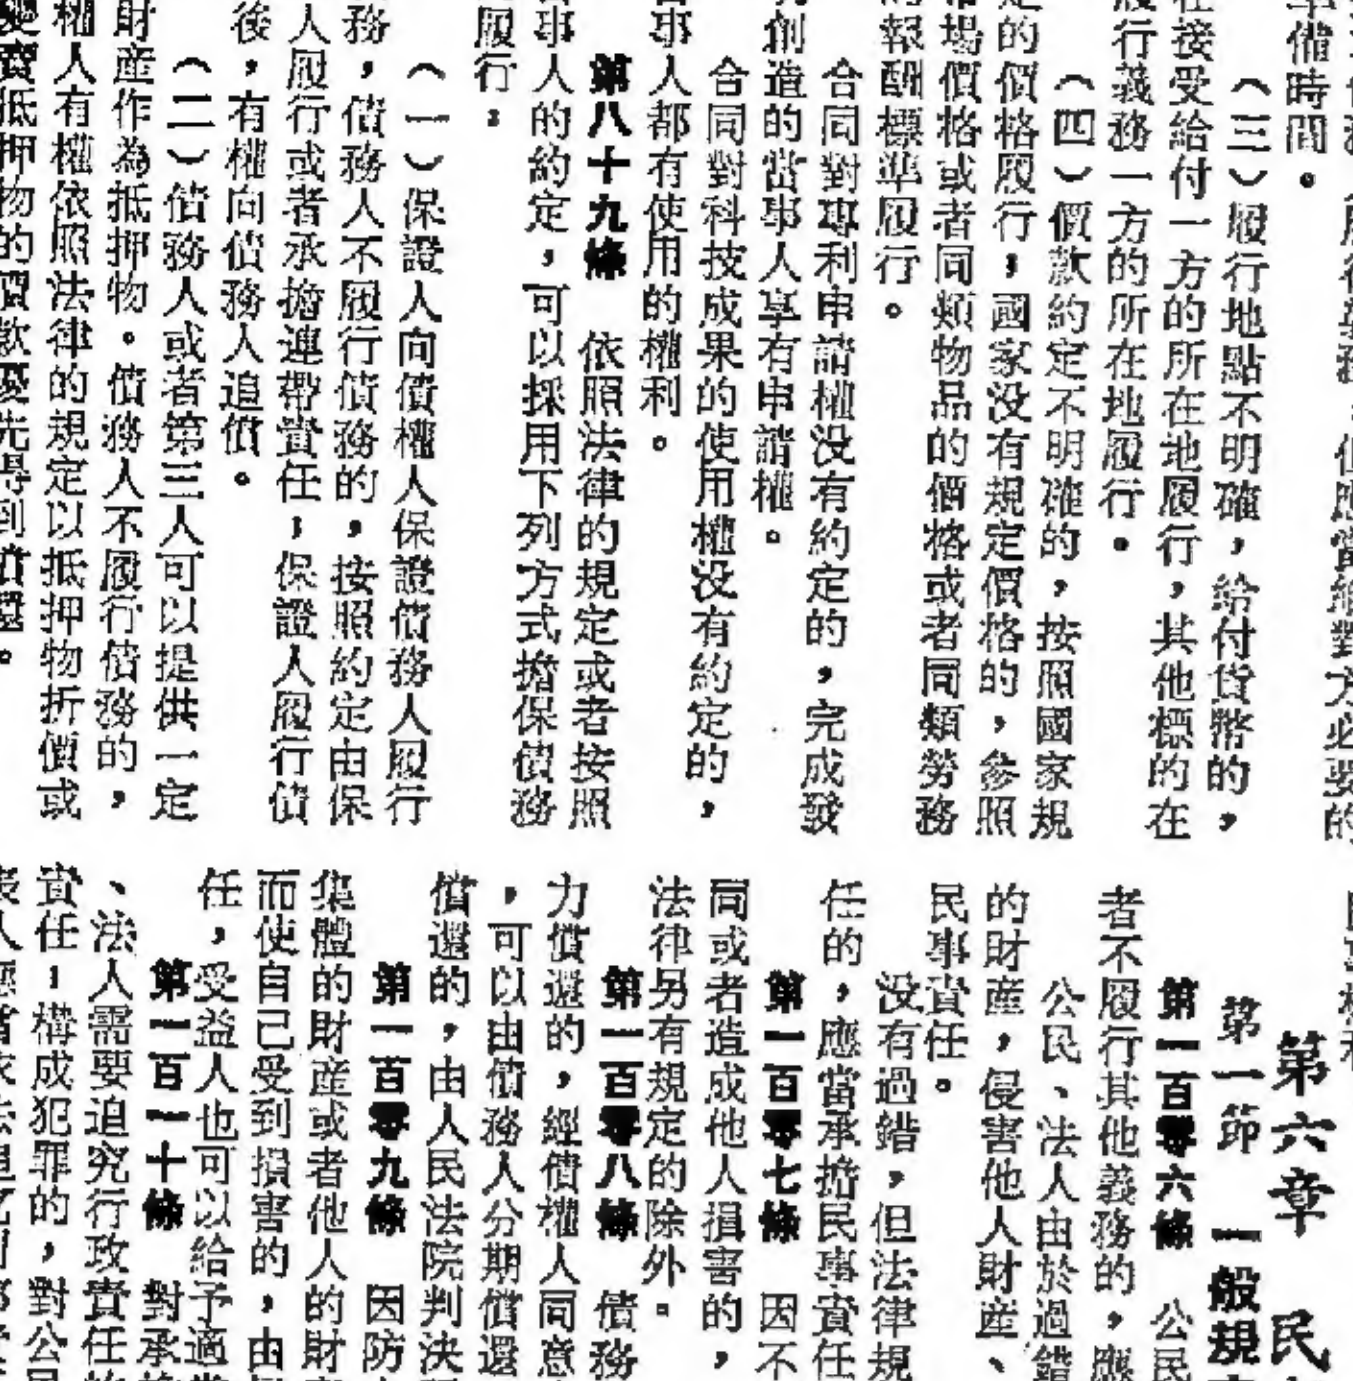 準備時間。
（三）履行地點不明確，給付貨幣的，
在接受給付一方的所在地履行，其他標的在
履行義務一方的所在地履行。
（四）價款約定不明確的，按照國家規
定的價格履行，國家没有規定價格的，參照
市場價格或者同類物品的價格或者同類勞務
的報酬標準履行。
合同對專利申請權没有約定的，完成發
明創造的當事人享有申請權。
合同對科技成果的使用權没有約定的，
當事人都有使用的權利。
第八十九條　依照法律的規定或者按照
當事人的約定，可以採用下列方式擔保債務
履行：
（一）保證人向債權人保證債務人履行
務，債務人不履行債務的，按照約定由保
人履行或者承擔連帶責任；保證人履行債
後，有權向債務人追償。
（二）債務人或者第三人可以提供一定
財産作為抵押物。債務人不履行債務的，
權人有權依照法律的規定以抵押物折價或
變賣抵押物的價款優先得到償還。
第六章　民
第一節　一般規
第一百零六條　公民
者不履行其他義務的，應
公民、法人由於過錯
的財産，侵害他人財産、
民事責任。
没有過錯，但法律規
任的，應當承擔民事責任
第一百零七條　因不
同或者造成他人損害的，
法律另有規定的除外。
第一百零八條　債務
力償還的，經債權人同意
，可以由債務人分期償還
償還的，由人民法院判決
第一百零九條　因防
集體的財産或者他人的財
而使自己受到損害的，由
任，受益人也可以給予適
第一百一十條　對承
、法人需要追究行政責任
責任；構成犯罪的，對公